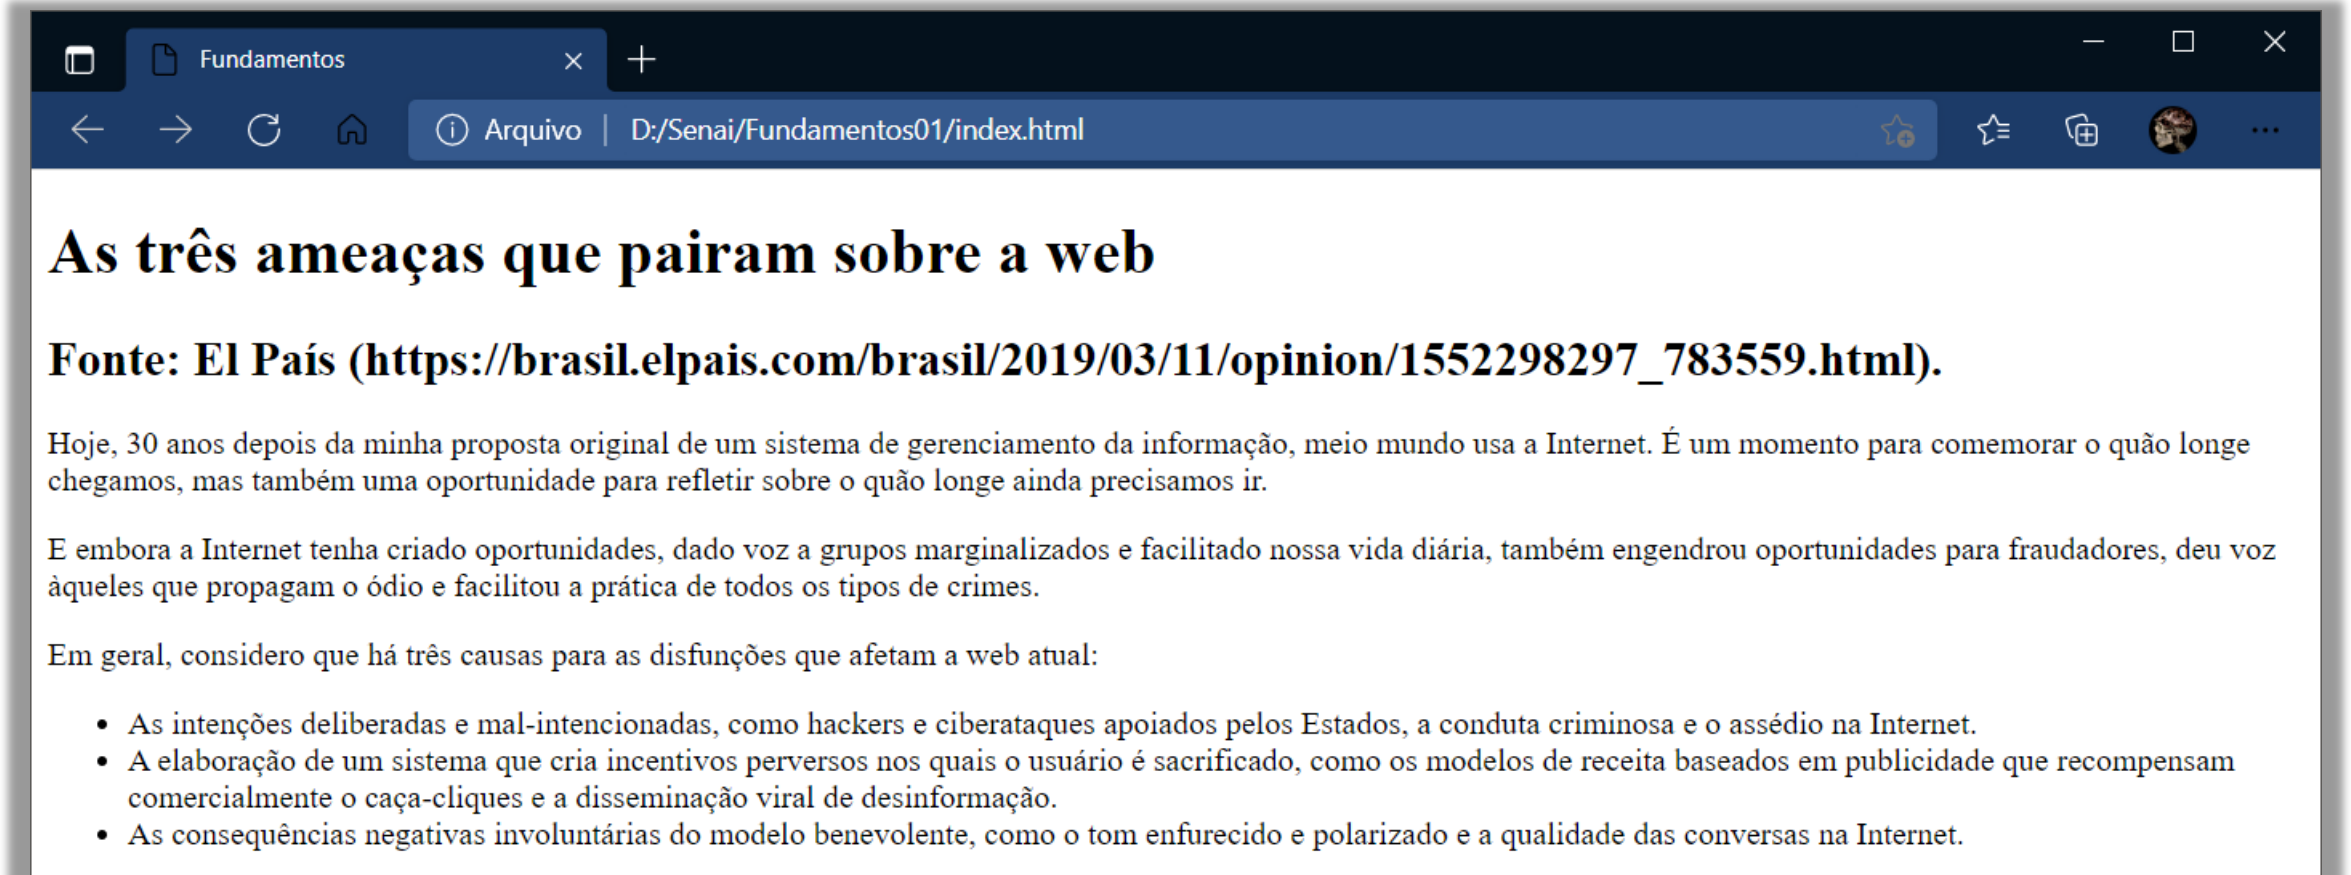 Fundamentos
Arquivo | D:/Senai/Fundamentos01/index.html
As três ameaças que pairam sobre a web
Fonte: El País (https://brasil.elpais.com/brasil/2019/03/11/opinion/1552298297_783559.html).
Hoje, 30 anos depois da minha proposta original de um sistema de gerenciamento da informação, meio mundo usa a Internet. É um momento para comemorar o quão longe
chegamos, mas também uma oportunidade para refletir sobre o quão longe ainda precisamos ir.
E embora a Internet tenha criado oportunidades, dado voz a grupos marginalizados e facilitado nossa vida diária, também engendrou oportunidades para fraudadores, deu voz
àqueles que propagam o ódio e facilitou a prática de todos os tipos de crimes.
Em geral, considero que há três causas para as disfunções que afetam a web atual:
• As intenções deliberadas e mal-intencionadas, como hackers e ciberataques apoiados pelos Estados, a conduta criminosa e o assédio na Internet.
• A elaboração de um sistema que cria incentivos perversos nos quais o usuário é sacrificado, como os modelos de receita baseados em publicidade que recompensam
comercialmente o caça-cliques e a disseminação viral de desinformação.
• As consequências negativas involuntárias do modelo benevolente, como o tom enfurecido e polarizado e a qualidade das conversas na Internet.